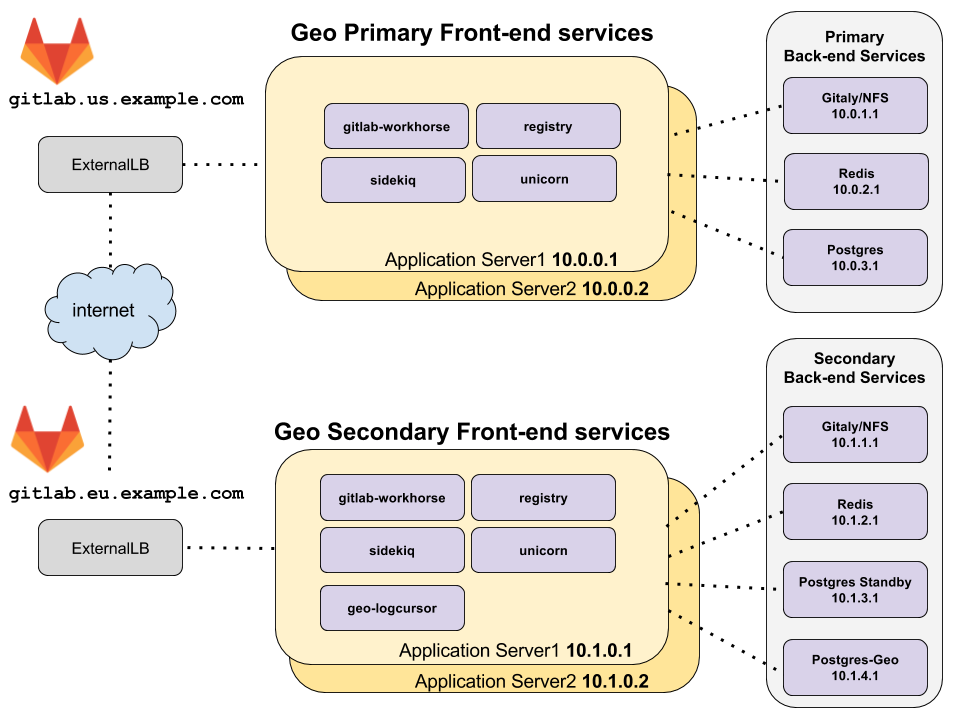 Geo Primary Front-end services
gitlab.us.example.com
ExternalLB
gitlab-workhorse
registry
sidekiq
unicorn
Application Server1 10.0.0.1
Application Server2 10.0.0.2
Primary
Back-end Services
Gitaly/NFS
10.0.1.1
Redis
10.0.2.1
Postgres
10.0.3.1
internet
gitlab.eu.example.com
ExternalLB
Geo Secondary Front-end services
gitlab-workhorse
registry
sidekiq
unicorn
geo-logcursor
Application Server1 10.1.0.1
Application Server2 10.1.0.2
Secondary
Back-end Services
Gitaly/NFS
10.1.1.1
Redis
10.1.2.1
Postgres Standby
10.1.3.1
Postgres-Geo
10.1.4.1